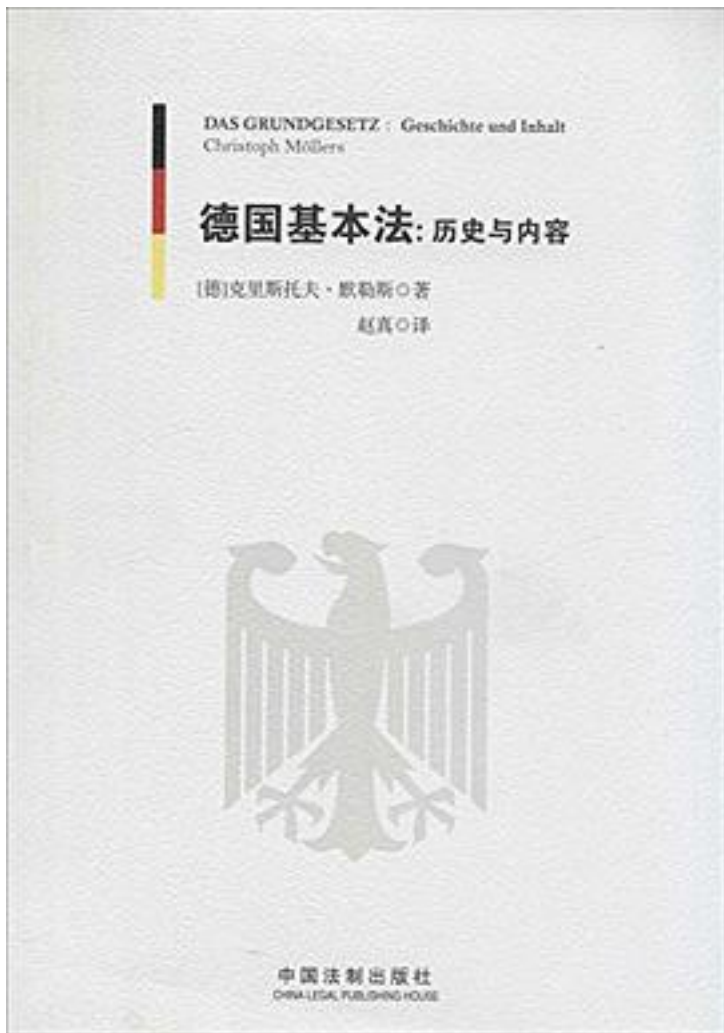 DAS GRUNDGESETZ : Geschichte und Inhalt
Christoph Möllers
德国基本法: 历史与内容
[德]克里斯托夫·默勒斯○著
赵真○译
中国法制出版社
CHINA LEGAL PUBLISHING HOUSE